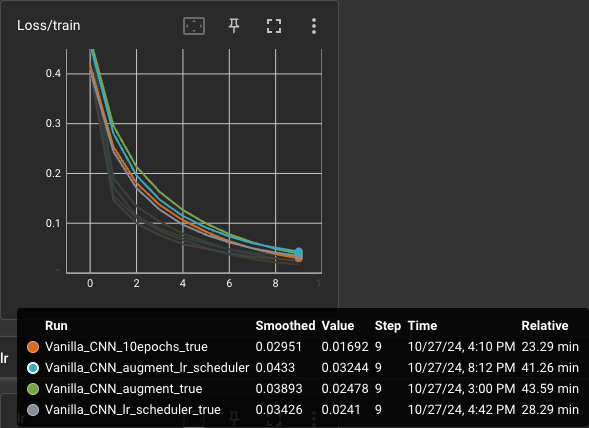 Loss/train
0.4
0.3
0.2
0.1
0 2 4 6 8 1
Run Smoothed Value Step Time Relative
Vanilla_CNN_10epochs_true 0.02951 0.01692 9 10/27/24, 4:10 PM 23.29 min
Vanilla_CNN_augment_lr_scheduler 0.0433 0.03244 9 10/27/24, 8:12 PM 41.26 min
Vanilla_CNN_augment_true 0.03893 0.02478 9 10/27/24, 3:00 PM 43.59 min
Vanilla_CNN_lr_scheduler_true 0.03426 0.0241 9 10/27/24, 4:42 PM 28.29 min
lr
lr